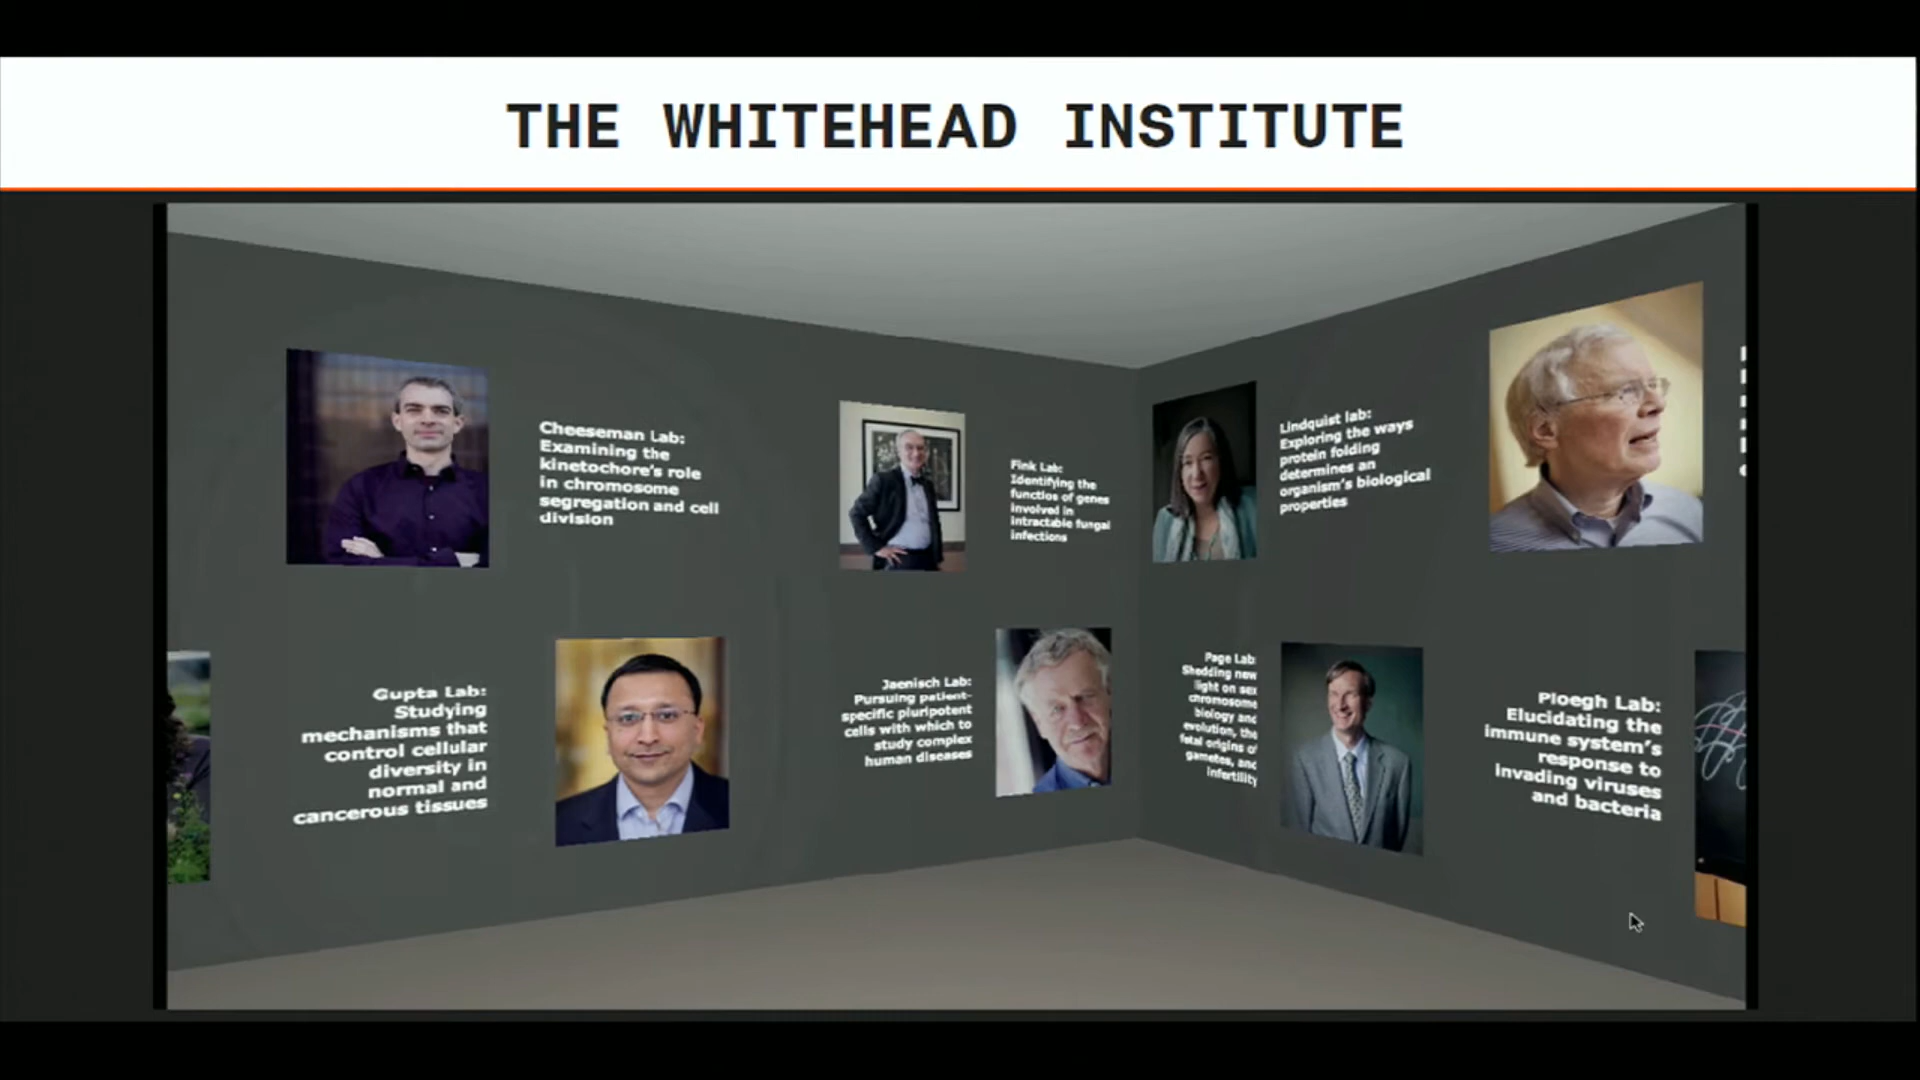 THE WHITEHEAD INSTITUTE
Cheeseman Lab:
Examining the
kinetochore's role
in chromosome
segregation and cell
division
Fink Lab:
Identifying the
functios of genes
involved in
intractable fungal
infections
Lindquist lab:
Exploring the ways
protein folding
determines an
organism's biological
properties
Gupta Lab:
Studying
mechanisms that
control cellular
diversity in
normal and
cancerous tissues
Jaenisch Lab:
Pursuing patient-
specific pluripotent
cells with which to
study complex
human diseases
Page Lab:
Shedding new
light on sex
chromosome
biology and
evolution, the
fetal origins of
gametes, and
infertility
Ploegh Lab:
Elucidating the
immune system's
response to
invading viruses
and bacteria